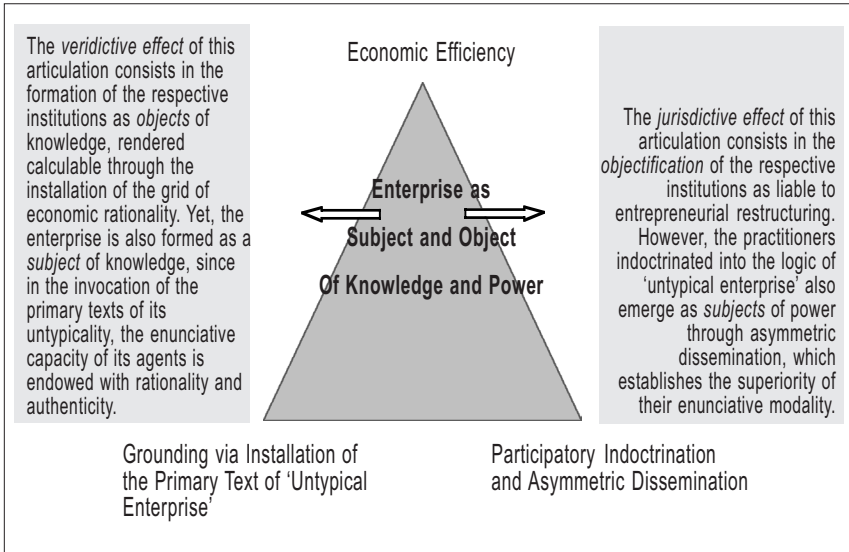 Economic Efficiency
The veridictive effect of this
articulation consists in the
formation of the respective
institutions as objects of
knowledge, rendered
calculable through the
installation of the grid of
economic rationality. Yet, the
enterprise is also formed as a
subject of knowledge, since
in the invocation of the
primary texts of its
untypicality, the enunciative
capacity of its agents is
endowed with rationality and
authenticity.
Enterprise as
Subject and Object
Of Knowledge and Power
The jurisdictive effect of this
articulation consists in the
objectification of the respective
institutions as liable to
entrepreneurial restructuring.
However, the practitioners
indoctrinated into the logic of
‘untypical enterprise’ also
emerge as subjects of power
through asymmetric
dissemination, which
establishes the superiority of
their enunciative modality.
Grounding via Installation of
the Primary Text of ‘Untypical
Enterprise’
Participatory Indoctrination
and Asymmetric Dissemination